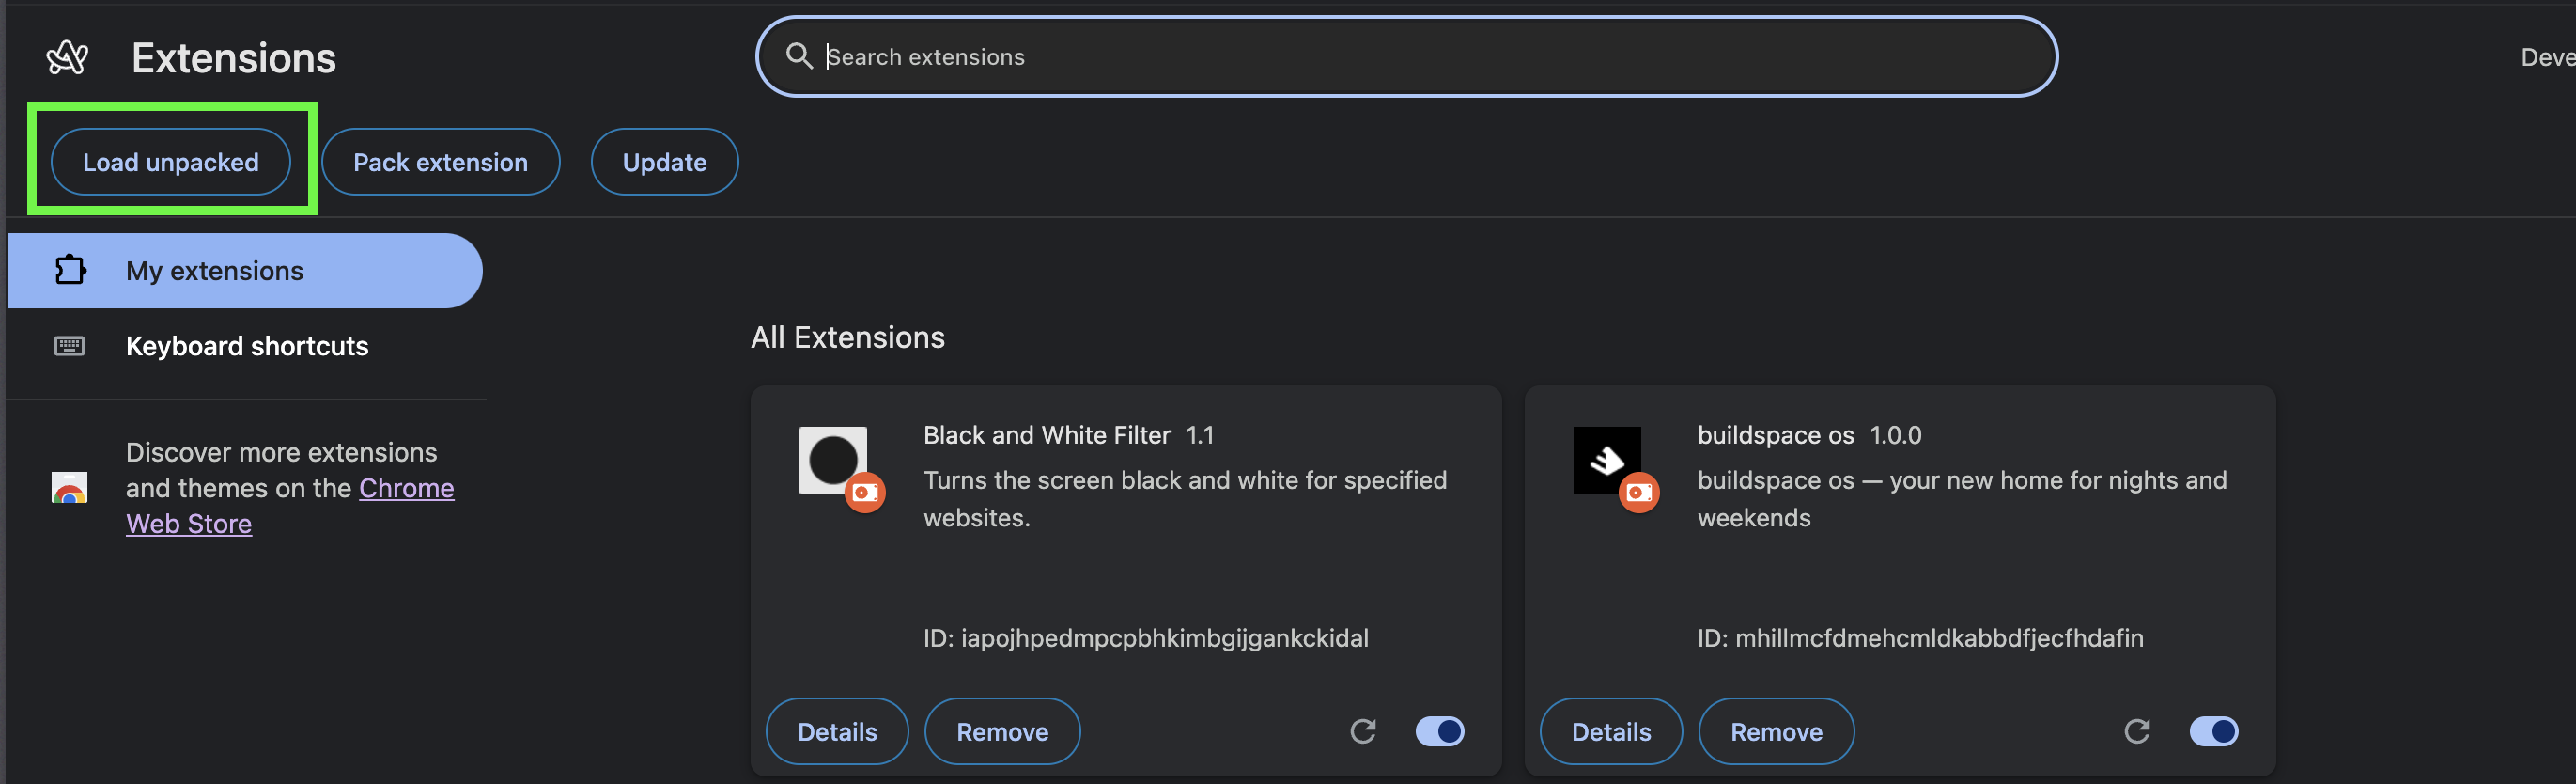 Extensions
Search extensions
Deve
Load unpacked
Pack extension
Update
My extensions
Keyboard shortcuts
Discover more extensions
and themes on the Chrome
Web Store
All Extensions
Black and White Filter 1.1
Turns the screen black and white for specified
websites.
ID: iapojhpedmpcpbhkimbgijgankckidal
Details
Remove
buildspace os 1.0.0
buildspace os — your new home for nights and
weekends
ID: mhillmcfdmehcmldkabbdfjecfhdafin
Details
Remove